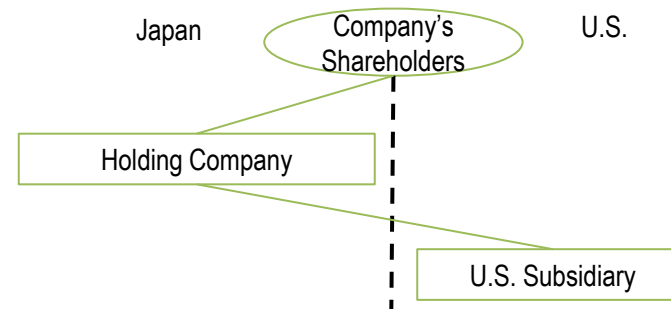 Japan
Company's
Shareholders
U.S.
Holding Company
U.S. Subsidiary